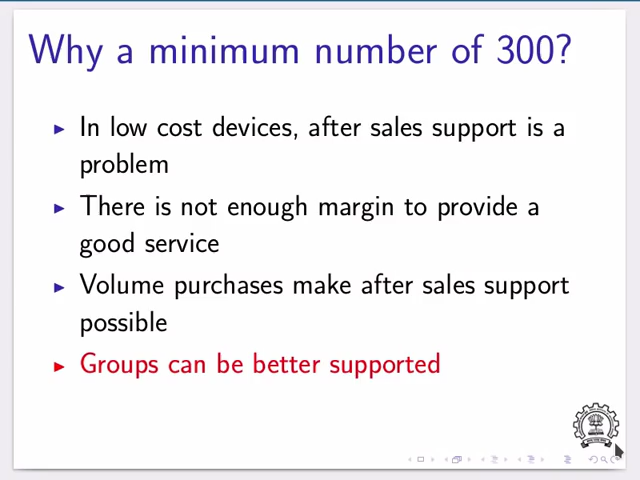 Why a minimum number of 300?
In low cost devices, after sales support is a
problem
There is not enough margin to provide a
good service
Volume purchases make after sales support
possible
Groups can be better supported